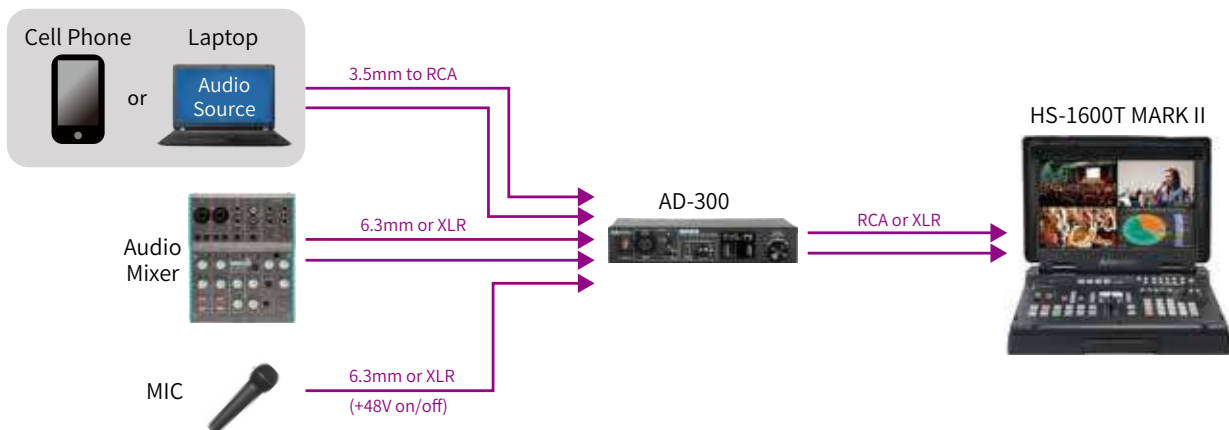 Cell Phone
Laptop
or
Audio
Source
3.5mm to RCA
HS-1600T MARK II
AD-300
Audio
Mixer
6.3mm or XLR
RCA or XLR
MIC
6.3mm or XLR
(+48V on/off)